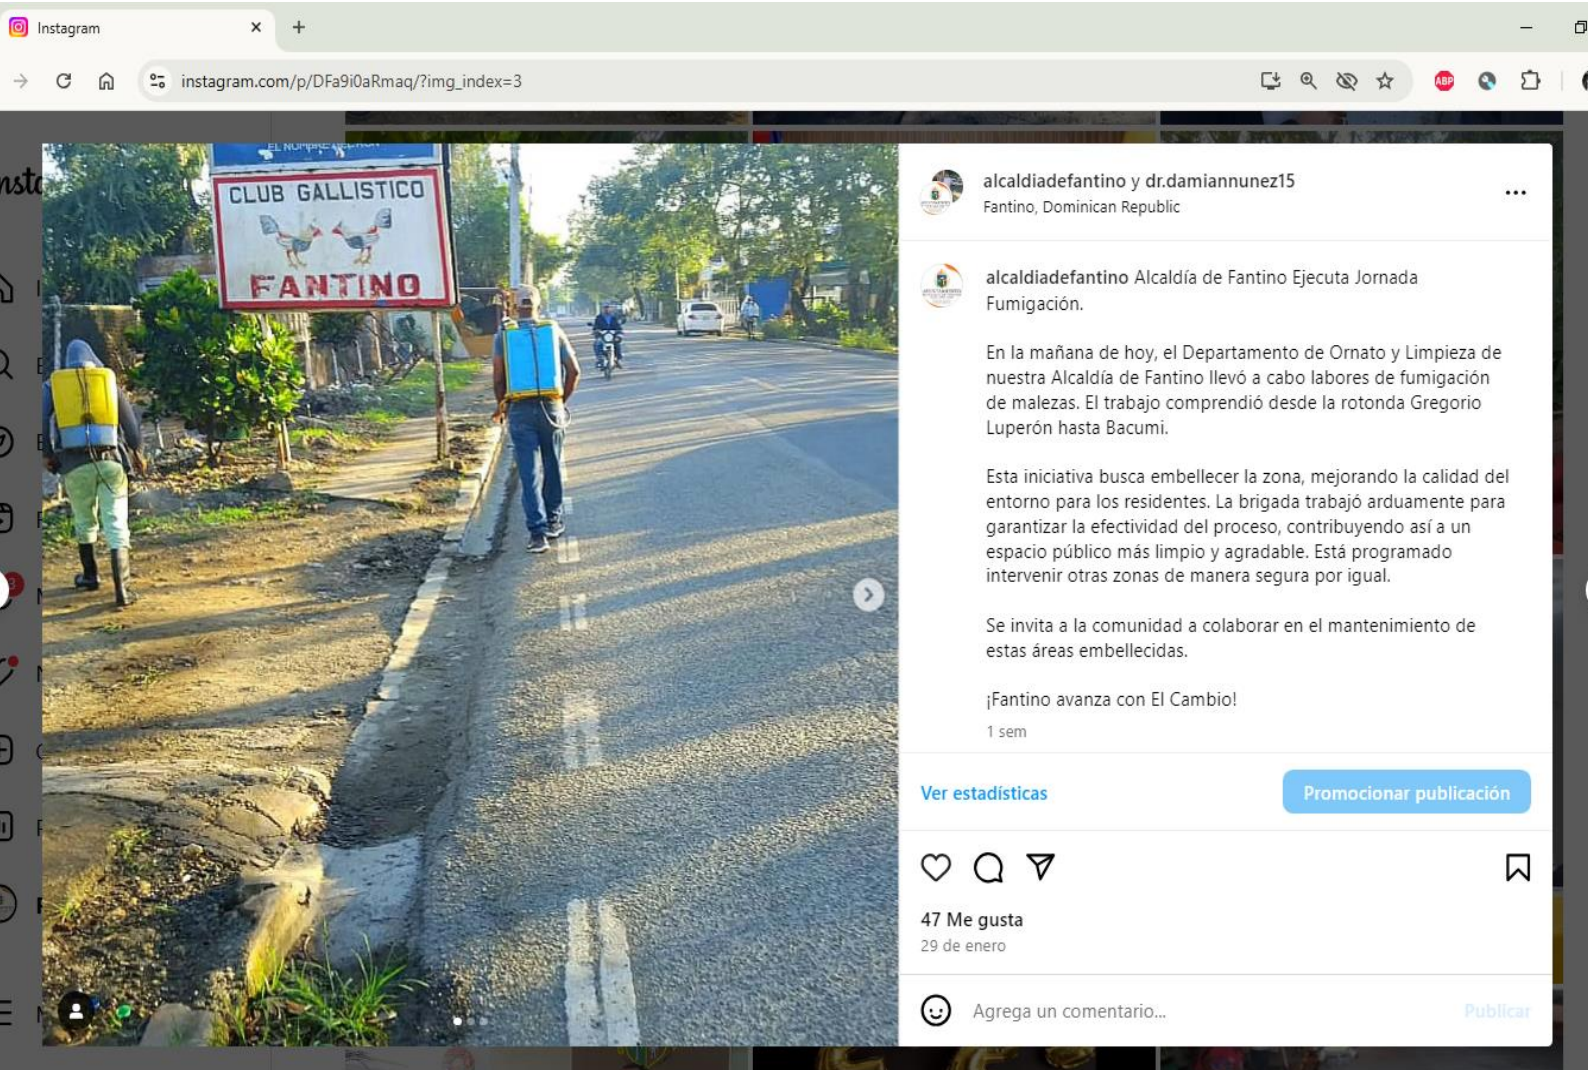 Instagram
instagram.com/p/DFa9i0aRmaq/?img_index=3
ABP
CLUB GALLISTICO
FANTINO
alcaldiadefantino y dr.damiannunez15
Fantino, Dominican Republic
alcaldiadefantino Alcaldía de Fantino Ejecuta Jornada
Fumigación.
En la mañana de hoy, el Departamento de Ornato y Limpieza de
nuestra Alcaldía de Fantino llevó a cabo labores de fumigación
de malezas. El trabajo comprendió desde la rotonda Gregorio
Luperón hasta Bacumi.
Esta iniciativa busca embellecer la zona, mejorando la calidad del
entorno para los residentes. La brigada trabajó arduamente para
garantizar la efectividad del proceso, contribuyendo así a un
espacio público más limpio y agradable. Está programado
intervenir otras zonas de manera segura por igual.
Se invita a la comunidad a colaborar en el mantenimiento de
estas áreas embellecidas.
¡Fantino avanza con El Cambio!
1 sem
Ver estadísticas
Promocionar publicación
47 Me gusta
29 de enero
Agrega un comentario...
Publicar